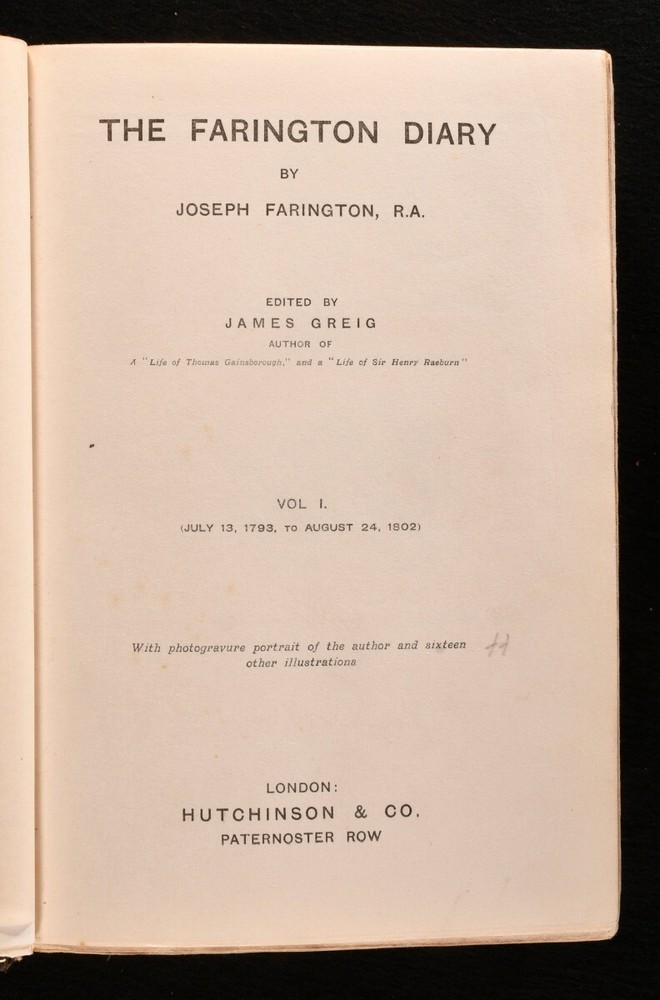 THE FARINGTON DIARY
BY
JOSEPH FARINGTON, R.A.
EDITED BY
JAMES GREIG
AUTHOR OF
A "Life of Thomas Gainsborough," and a "Life of Sir Henry Raeburn"
VOL I.
(JULY 13, 1793, TO AUGUST 24, 1802)
With photogravure portrait of the author and sixteen
other illustrations
LONDON:
HUTCHINSON & CO.
PATERNOSTER ROW